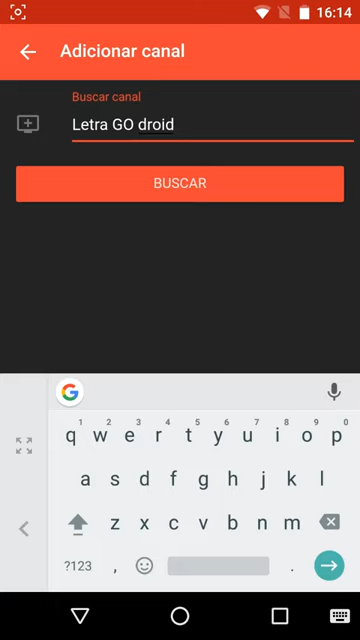 16:14
Adicionar canal
Buscar canal
Letra GO droid
BUSCAR
G
1 2 3 4 5 6 7 8 9 0
q w e r t y u i o p
a s d f g h j k l
z x c v b n m
?123 , .